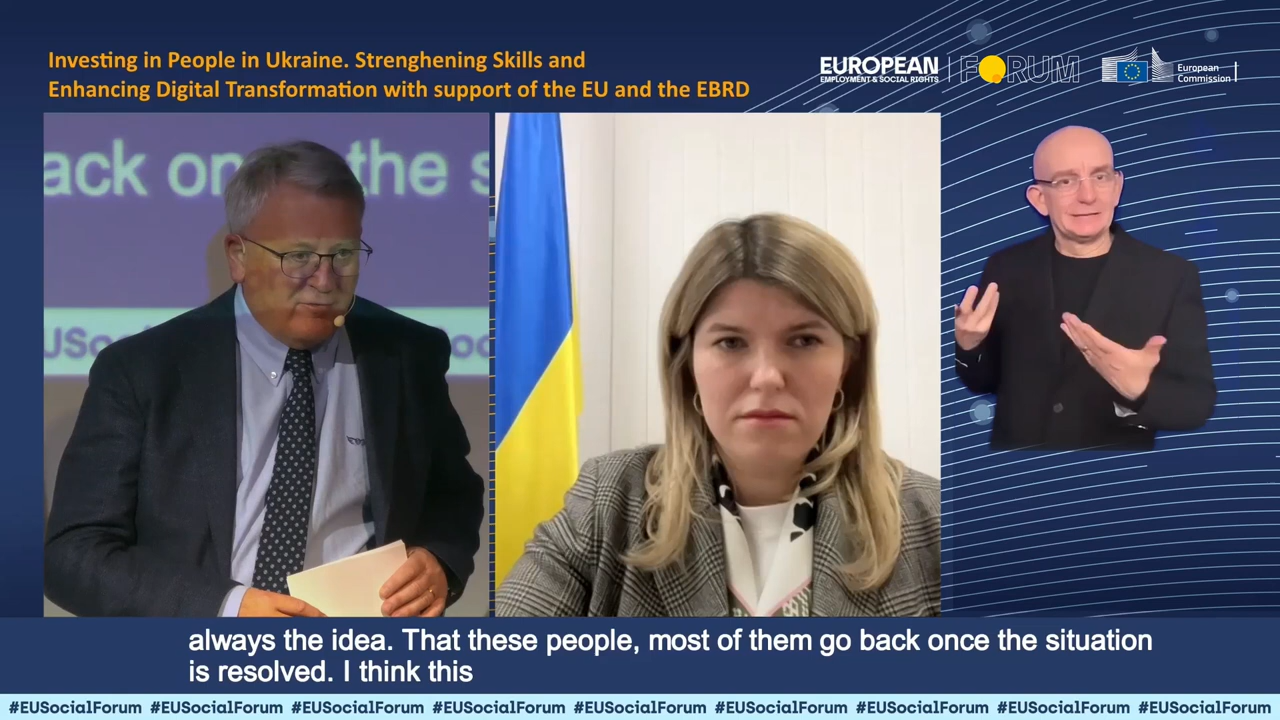 Investing in People in Ukraine. Strenghening Skills and
Enhancing Digital Transformation with support of the EU and the EBRD
EUROPEAN
EMPLOYMENT & SOCIAL RIGHTS
FORUM
European
Commission
ack on the s
USo
always the idea. That these people, most of them go back once the situation
is resolved. I think this
#EUSocialForum #EUSocialForum #EUSocialForum #EUSocialForum #EUSocialForum #EUSocialForum #EUSocialForum #EUSocialForum #EUSocialForum